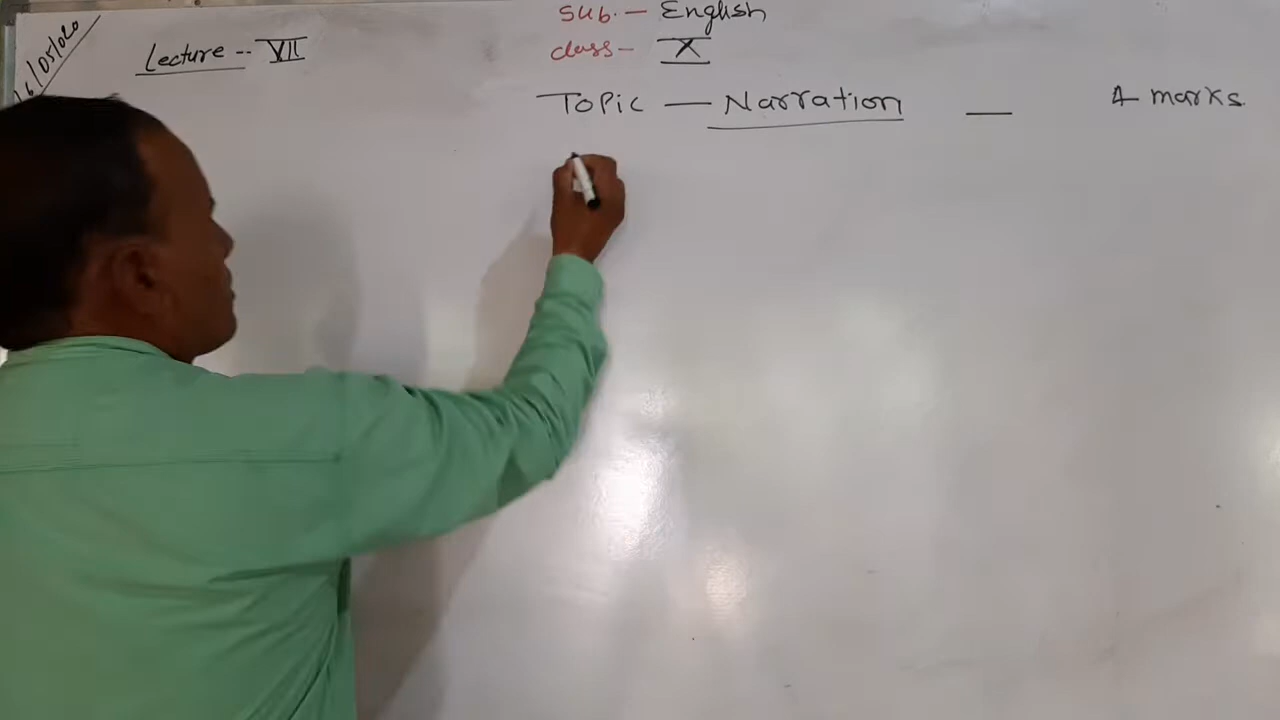 Sub. - English
Lecture -- VII
class - X
Topic — Narration — 4 marks